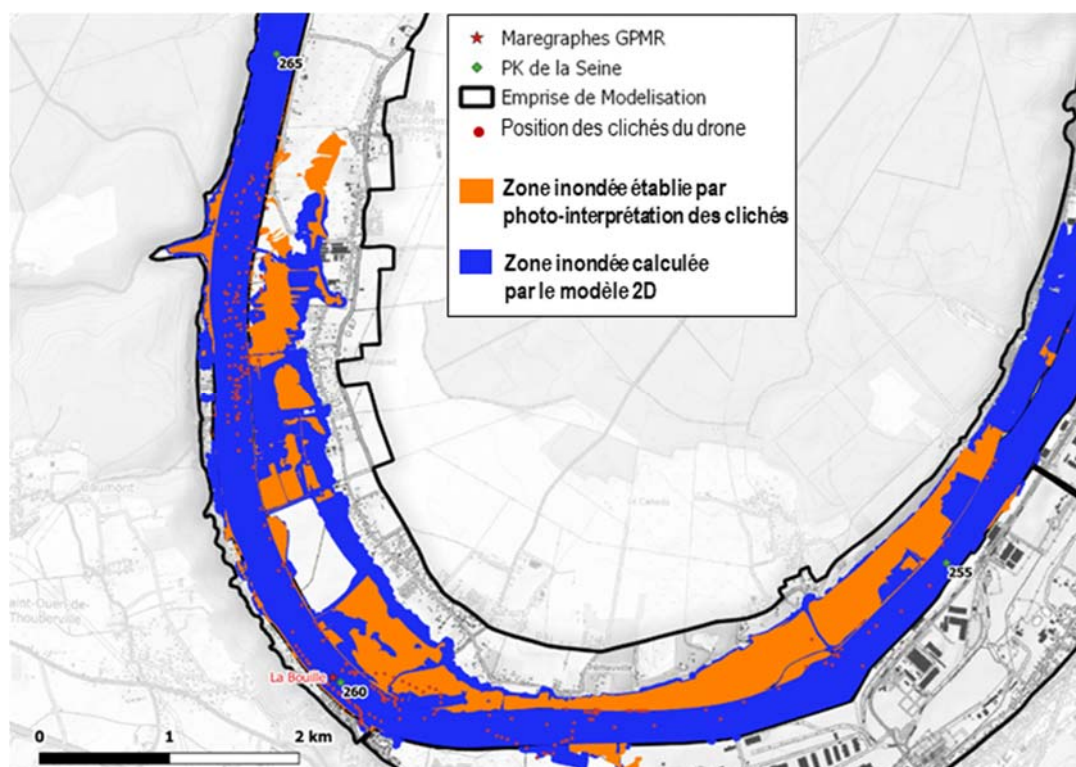 265
Maregraphes GPMR
PK de la Seine
Emprise de Modelisation
Position des clichés du drone
Zone inondée établie par
photo-interprétation des clichés
Zone inondée calculée
par le modèle 2D
255
La Bouille
260
0 1 2 km